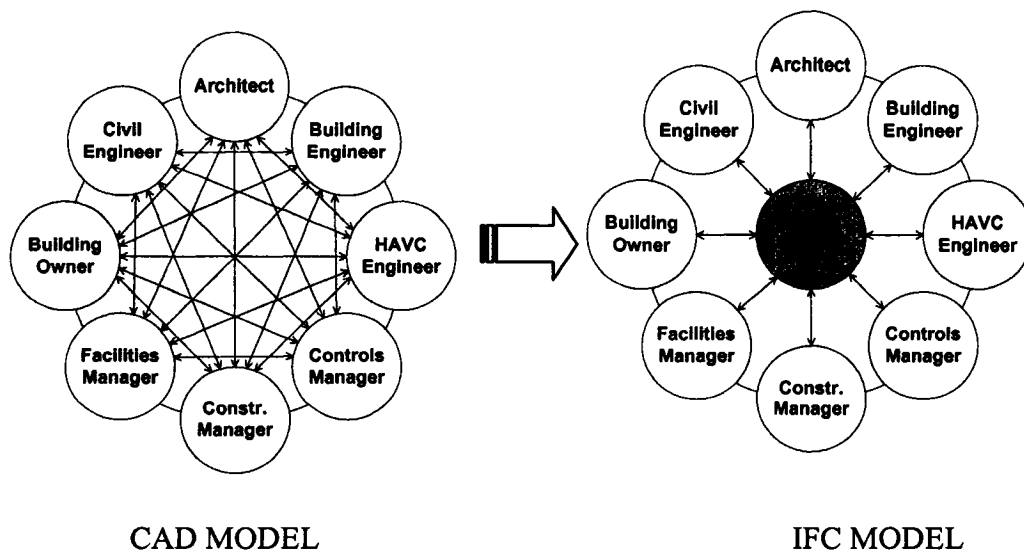 Architect
Civil
Engineer
Building
Engineer
Building
Owner
HAVC
Engineer
Facilities
Manager
Controls
Manager
Constr.
Manager
CAD MODEL
Architect
Civil
Engineer
Building
Engineer
Building
Owner
HAVC
Engineer
Facilities
Manager
Controls
Manager
Constr.
Manager
IFC MODEL